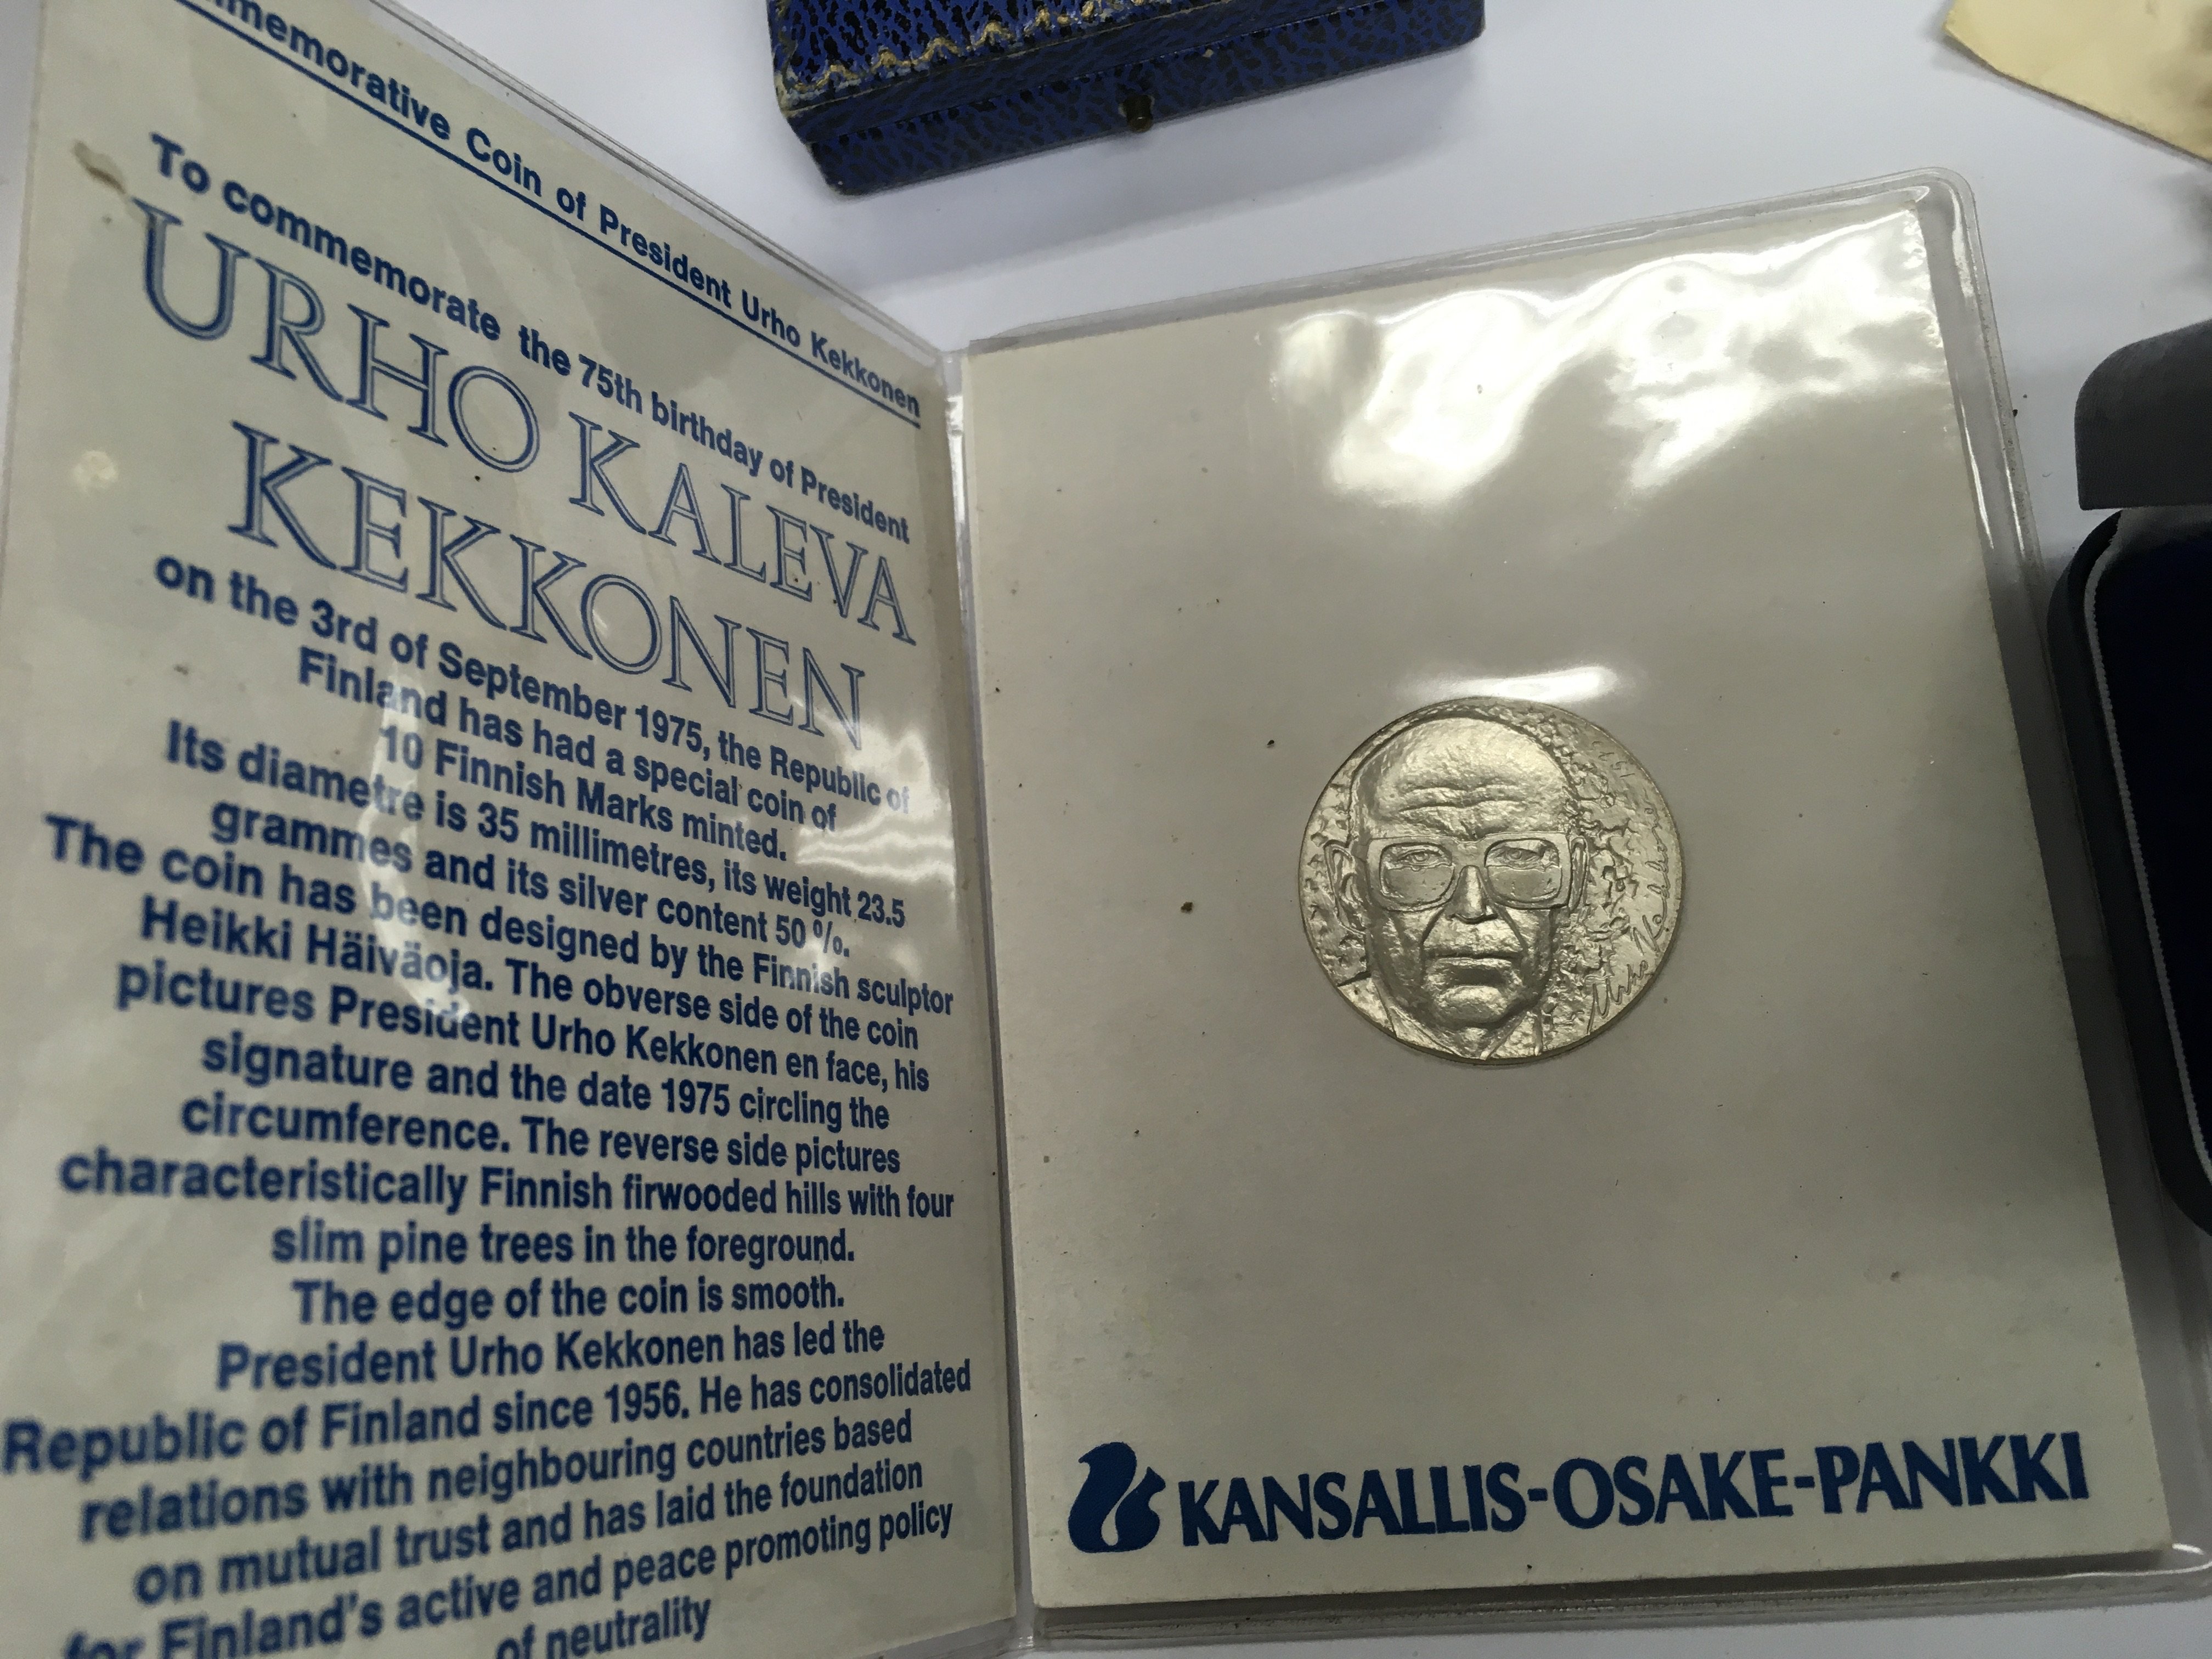 mmemorative Coin of President Urho Kekkonen
To commemorate the 75th birthday of President
URHO KALEVA
KEKKONEN
on the 3rd of September 1975, the Republic of
Finland has had a special coin of
10 Finnish Marks minted.
Its diametre is 35 millimetres, its weight 23.5
grammes and its silver content 50 %.
The coin has been designed by the Finnish sculptor
Heikki Häiväoja. The obverse side of the coin
pictures President Urho Kekkonen en face, his
signature and the date 1975 circling the
circumference. The reverse side pictures
characteristically Finnish firwooded hills with four
slim pine trees in the foreground.
The edge of the coin is smooth.
President Urho Kekkonen has led the
Republic of Finland since 1956. He has consolidated
relations with neighbouring countries based
on mutual trust and has laid the foundation
for Finland's active and peace promoting policy
of neutrality
Urho Kekkonen
1975
KANSALLIS-OSAKE-PANKKI